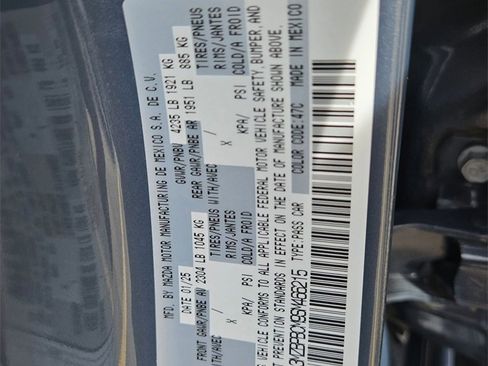 MFD. BY MAZDA MOTOR MANUFACTURING DE MEXICO S.A. DE C.V.
DATE 01/25 GVWR/PNBV 4235 LB 1921 KG
FRONT GAWR/PNBE AV 2304 LB 1045 KG REAR GAWR/PNBE AR 1951 LB 885 KG
TIRES/PNEUS WITH/AVEC / TIRES/PNEUS
RIMS/JANTES X RIMS/JANTES
KPA/ PSI COLD/A FROID KPA/ PSI COLD/A FROID
THIS VEHICLE CONFORMS TO ALL APPLICABLE FEDERAL MOTOR VEHICLE SAFETY, BUMPER, AND
THEFT PREVENTION STANDARDS IN EFFECT ON THE DATE OF MANUFACTURE SHOWN ABOVE.
TYPE:PASS CAR COLOR CODE: 47C MADE IN MEXICO